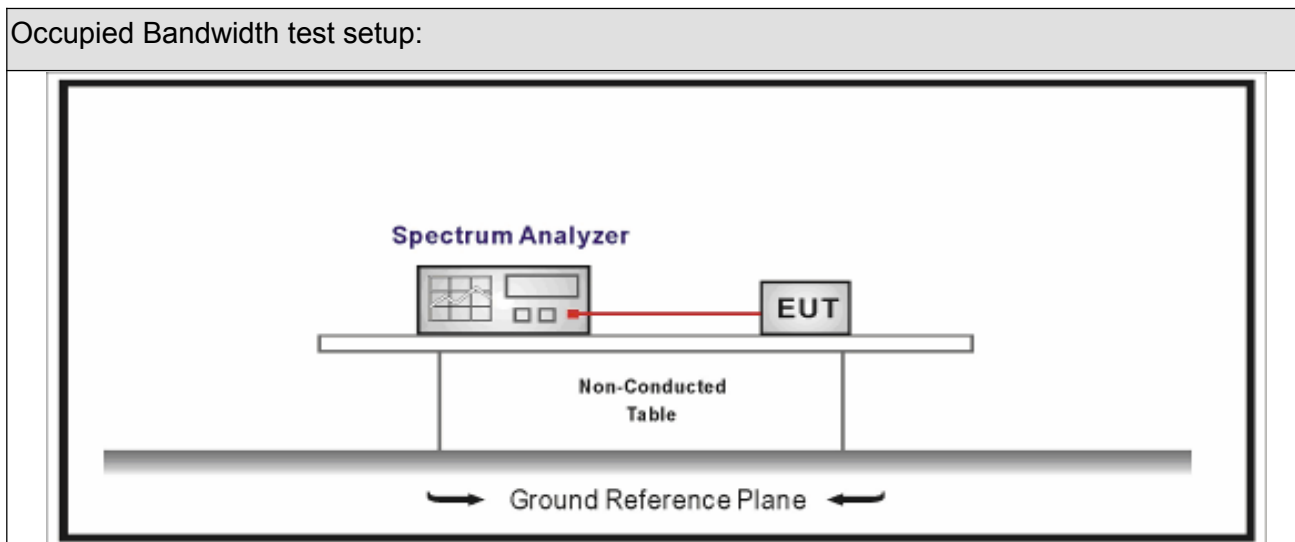 Occupied Bandwidth test setup:
Spectrum Analyzer
EUT
Non-Conducted
Table
Ground Reference Plane